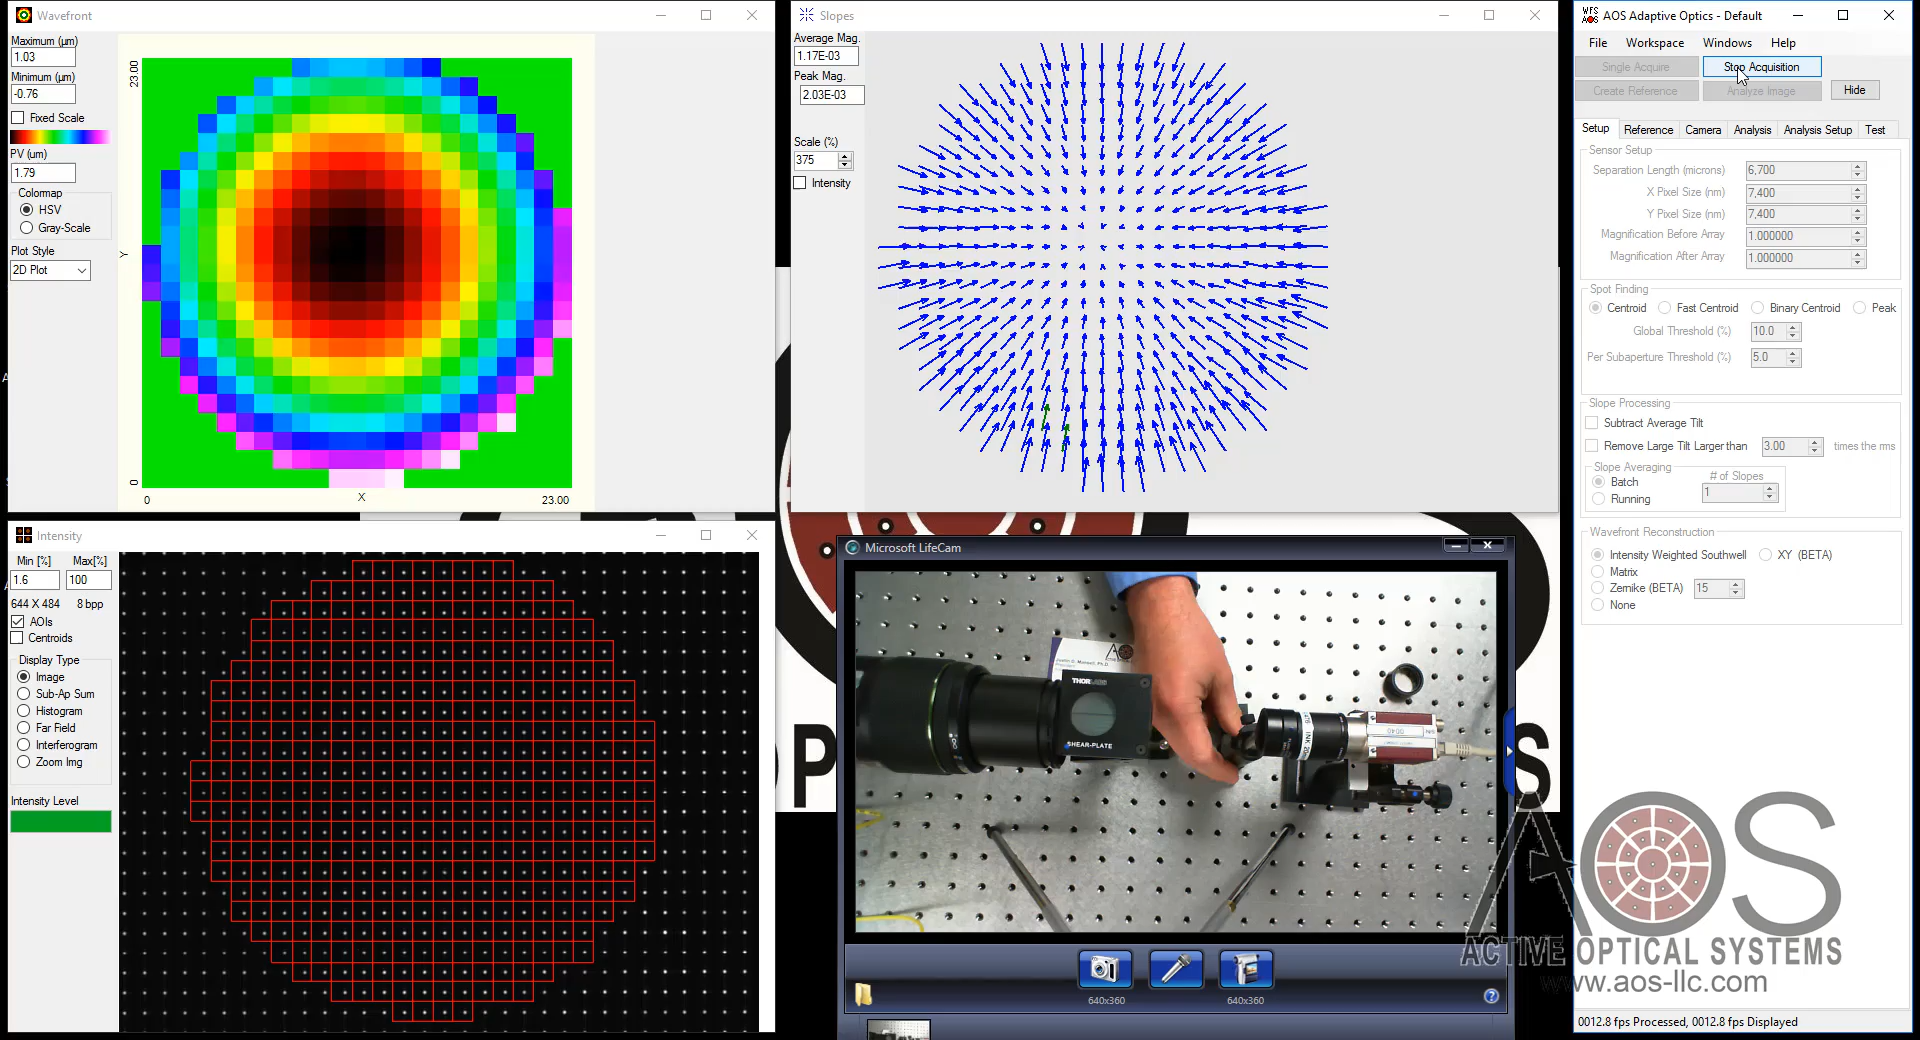 Wavefront
Maximum (µm)
1.03
Minimum (µm)
-0.76
Fixed Scale
PV (um)
1.79
Colormap
HSV
Gray-Scale
Plot Style
2D Plot
23.00
Y
0
0
X
23.00
Slopes
Average Mag.
1.17E-03
Peak Mag.
2.03E-03
Scale (%)
375
Intensity
Intensity
Min [%]
Max[%]
1.6
100
644 X 484
8 bpp
AOIs
Centroids
Display Type
Image
Sub-Ap Sum
Histogram
Far Field
Interferogram
Zoom Img
Intensity Level
Microsoft LifeCam
THORLABS
SHEAR-PLATE
640x360
640x360
WFS
AOS
AOS Adaptive Optics - Default
File
Workspace
Windows
Help
Single Acquire
Stop Acquisition
Create Reference
Analyze Image
Hide
Setup
Reference
Camera
Analysis
Analysis Setup
Test
Sensor Setup
Separation Length (microns)
6,700
X Pixel Size (nm)
7,400
Y Pixel Size (nm)
7,400
Magnification Before Array
1.000000
Magnification After Array
1.000000
Spot Finding
Centroid
Fast Centroid
Binary Centroid
Peak
Global Threshold (%)
10.0
Per Subaperture Threshold (%)
5.0
Slope Processing
Subtract Average Tilt
Remove Large Tilt Larger than
3.00
times the rms
Slope Averaging
Batch
Running
# of Slopes
1
Wavefront Reconstruction
Intensity Weighted Southwell
XY (BETA)
Matrix
Zernike (BETA)
15
None
AOS
ACTIVE OPTICAL SYSTEMS
www.aos-llc.com
0012.8 fps Processed, 0012.8 fps Displayed